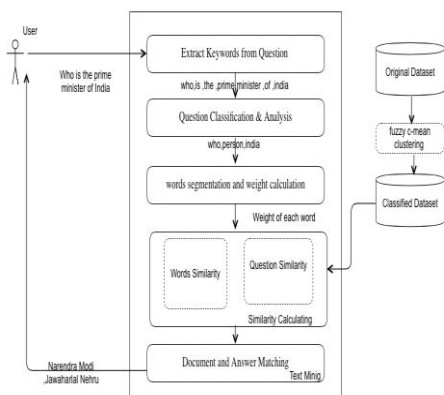 User
Who is the prime
minister of India
Extract Keywords from Question
who,is ,the ,prime,minister ,of ,india
Question Classification & Analysis
who,person,india
words segmentation and weight calculation
Weight of each word
Words Similarity
Question Similarity
Similarity Calculating
Document and Answer Matching
Text Minig
Narendra Modi
,Jawaharlal Nehru
Original Dataset
fuzzy c-mean
clustering
Classified Dataset